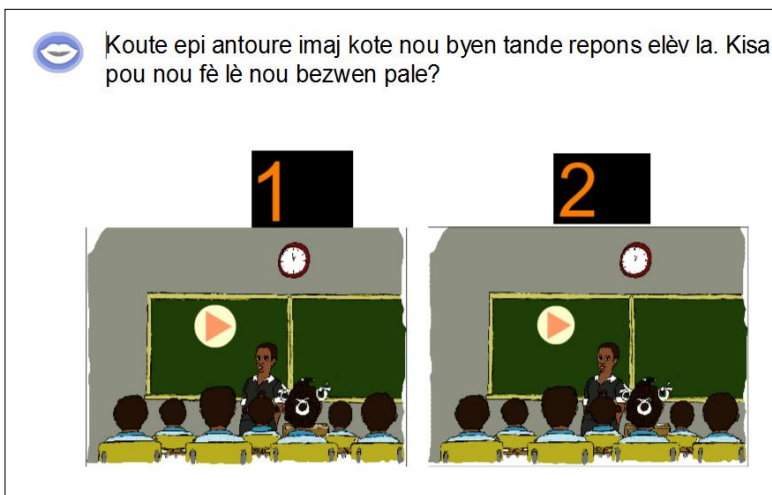 Koute epi antoure imaj kote nou byen tande repons elèv la. Kisa
pou nou fè lè nou bezwen pale?
1
2